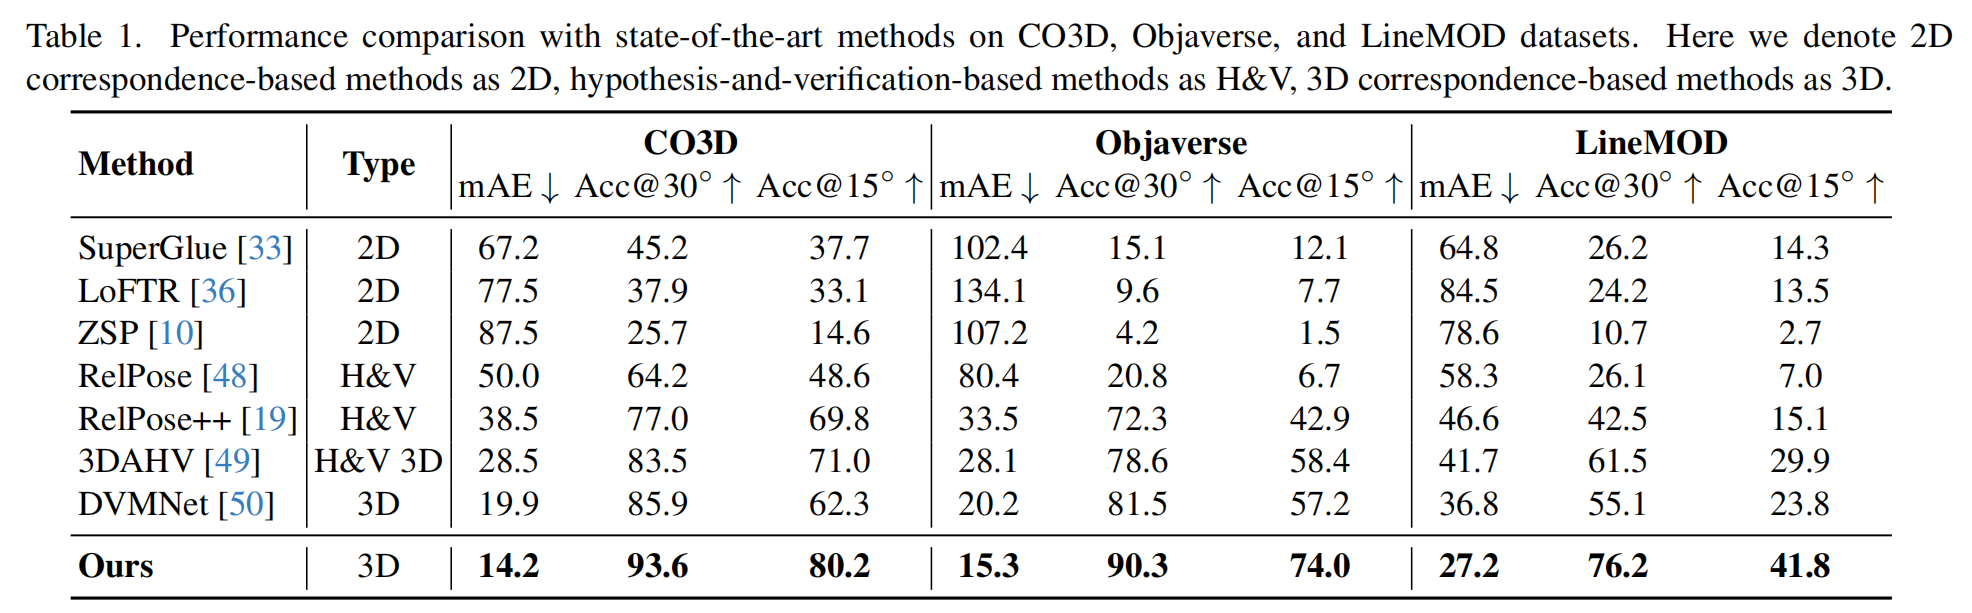 Table 1. Performance comparison with state-of-the-art methods on CO3D, Objaverse, and LineMOD datasets. Here we denote 2D
correspondence-based methods as 2D, hypothesis-and-verification-based methods as H&V, 3D correspondence-based methods as 3D.
Method Type CO3D Objaverse LineMOD
mAE ↓ Acc@30° ↑ Acc@15° ↑ mAE ↓ Acc@30° ↑ Acc@15° ↑ mAE ↓ Acc@30° ↑ Acc@15° ↑
SuperGlue [33] 2D 67.2 45.2 37.7 102.4 15.1 12.1 64.8 26.2 14.3
LoFTR [36] 2D 77.5 37.9 33.1 134.1 9.6 7.7 84.5 24.2 13.5
ZSP [10] 2D 87.5 25.7 14.6 107.2 4.2 1.5 78.6 10.7 2.7
RelPose [48] H&V 50.0 64.2 48.6 80.4 20.8 6.7 58.3 26.1 7.0
RelPose++ [19] H&V 38.5 77.0 69.8 33.5 72.3 42.9 46.6 42.5 15.1
3DAHV [49] H&V 3D 28.5 83.5 71.0 28.1 78.6 58.4 41.7 61.5 29.9
DVMNet [50] 3D 19.9 85.9 62.3 20.2 81.5 57.2 36.8 55.1 23.8
Ours 3D 14.2 93.6 80.2 15.3 90.3 74.0 27.2 76.2 41.8